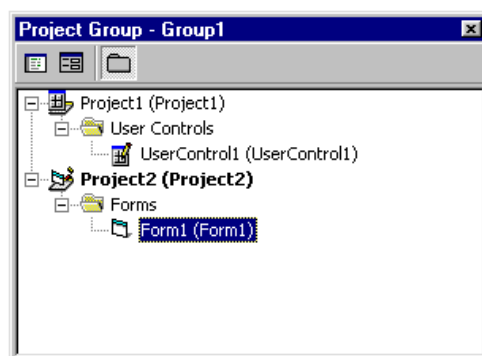 Project Group - Group1
Project1 (Project1)
User Controls
UserControl1 (UserControl1)
Project2 (Project2)
Forms
Form1 (Form1)